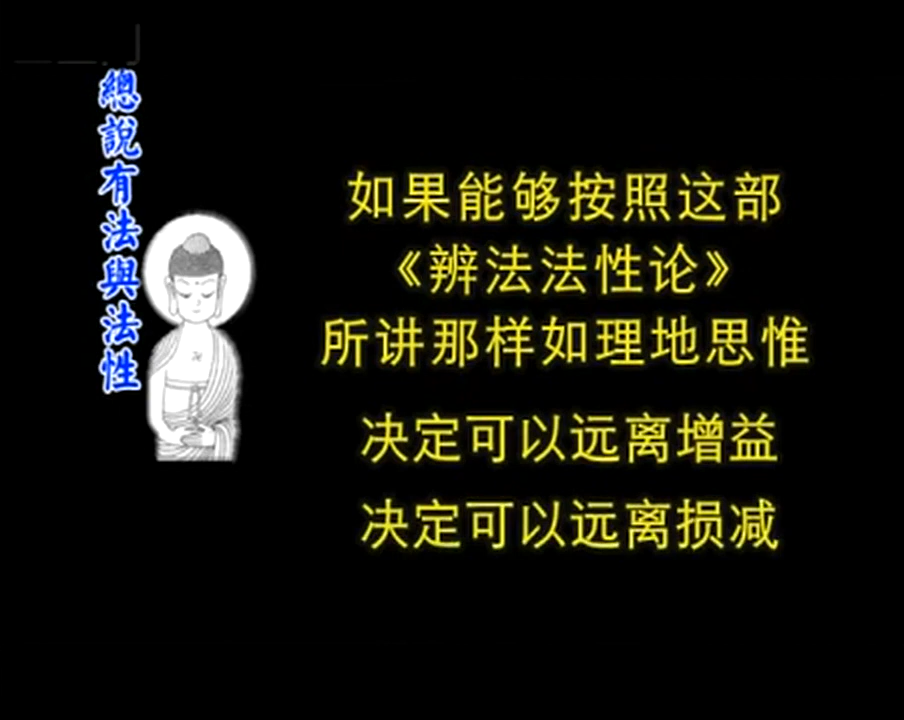 總說有法與法性
如果能够按照这部
《辨法法性论》
所讲那样如理地思惟
决定可以远离增益
决定可以远离损减